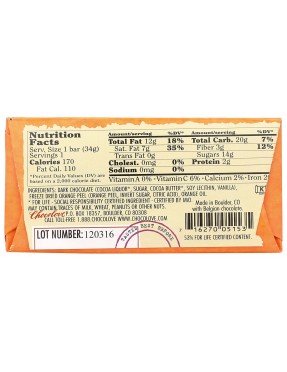 Nutrition Facts
Serv. Size 1 bar (34g)
Servings 1
Calories 170
Fat Cal. 110
*Percent Daily Values (DV) are based on a 2,000 calorie diet.
Amount/serving %DV*
Total Fat 12g 18%
Sat. Fat 7g 35%
Trans Fat 0g
Cholest. 0mg 0%
Sodium 0mg 0%
Amount/serving %DV*
Total Carb. 20g 7%
Fiber 3g 12%
Sugars 14g
Protein 2g
Vitamin A 0% • Vitamin C 6% • Calcium 2% • Iron 2
INGREDIENTS: DARK CHOCOLATE (COCOA LIQUOR*, SUGAR, COCOA BUTTER*, SOY LECITHIN, VANILLA),
FREEZE DRIED ORANGE PEEL (ORANGE PEEL, SUGAR), ORANGE OIL.
* FOR LIFE - SOCIAL RESPONSIBILITY CERTIFIED INGREDIENT CERTIFIED BY IMO.
MAY CONTAIN TRACES OF MILK, WHEAT, PEANUTS OR OTHER NUTS.
Chocolove P.O. BOX 18357, BOULDER, CO 80308
CALL TOLL-FREE 1.888.CHOCOLOVE WWW.CHOCOLOVE.COM
LOT NUMBER: 120316
TASTE BEST BEFORE
Made in Boulder, CO
with Belgian chocolate.
16270 05153
53% FOR LIFE CERTIFIED CONTENT.
K